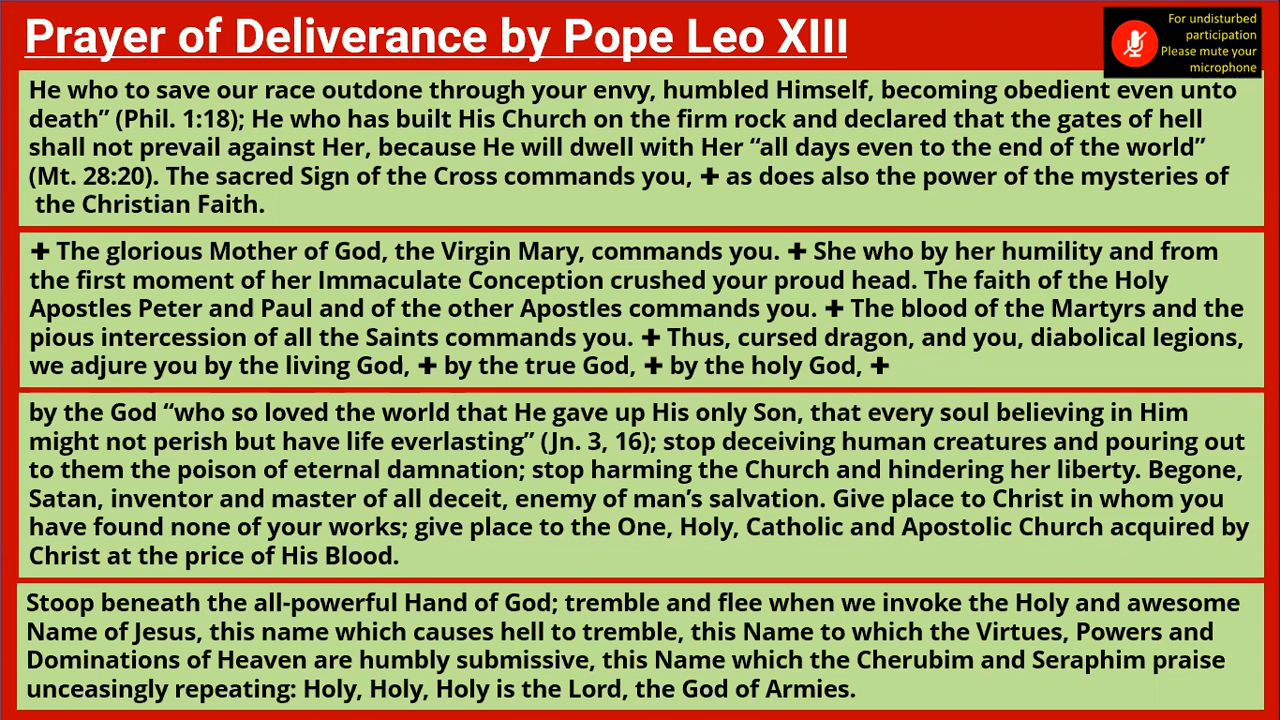 Prayer of Deliverance by Pope Leo XIII
For undisturbed
participation
Please mute your
microphone
He who to save our race outdone through your envy, humbled Himself, becoming obedient even unto
death” (Phil. 1:18); He who has built His Church on the firm rock and declared that the gates of hell
shall not prevail against Her, because He will dwell with Her “all days even to the end of the world”
(Mt. 28:20). The sacred Sign of the Cross commands you, ✚ as does also the power of the mysteries of
the Christian Faith.
✚ The glorious Mother of God, the Virgin Mary, commands you. ✚ She who by her humility and from
the first moment of her Immaculate Conception crushed your proud head. The faith of the Holy
Apostles Peter and Paul and of the other Apostles commands you. ✚ The blood of the Martyrs and the
pious intercession of all the Saints commands you. ✚ Thus, cursed dragon, and you, diabolical legions,
we adjure you by the living God, ✚ by the true God, ✚ by the holy God, ✚
by the God “who so loved the world that He gave up His only Son, that every soul believing in Him
might not perish but have life everlasting” (Jn. 3, 16); stop deceiving human creatures and pouring out
to them the poison of eternal damnation; stop harming the Church and hindering her liberty. Begone,
Satan, inventor and master of all deceit, enemy of man’s salvation. Give place to Christ in whom you
have found none of your works; give place to the One, Holy, Catholic and Apostolic Church acquired by
Christ at the price of His Blood.
Stoop beneath the all-powerful Hand of God; tremble and flee when we invoke the Holy and awesome
Name of Jesus, this name which causes hell to tremble, this Name to which the Virtues, Powers and
Dominations of Heaven are humbly submissive, this Name which the Cherubim and Seraphim praise
unceasingly repeating: Holy, Holy, Holy is the Lord, the God of Armies.